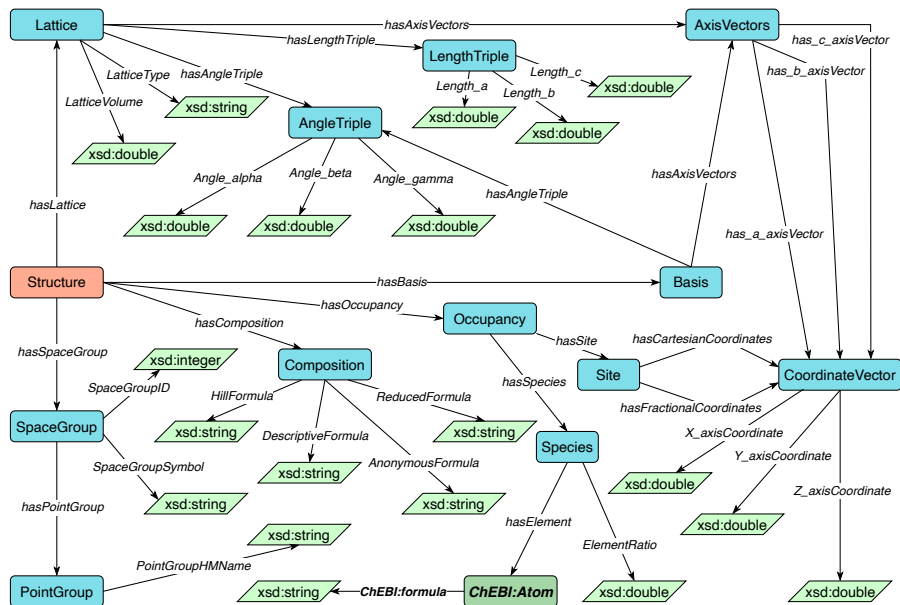 Lattice
hasAxisVectors
AxisVectors
hasLengthTriple
has_c_axisVector
LengthTriple
Length_c
has_b_axisVector
LatticeType
hasAngleTriple
xsd:double
LatticeVolume
xsd:string
Length_a
Length_b
xsd:double
AngleTriple
xsd:double
xsd:double
Angle_alpha
Angle_beta
Angle_gamma
hasAngleTriple
hasAxisVectors
hasLattice
xsd:double
xsd:double
xsd:double
has_a_axisVector
Structure
hasBasis
Basis
hasOccupancy
hasComposition
Occupancy
hasSpaceGroup
hasSite
hasCartesianCoordinates
xsd:integer
Composition
hasSpecies
Site
CoordinateVector
SpaceGroupID
HillFormula
ReducedFormula
hasFractionalCoordinates
SpaceGroup
xsd:string
DescriptiveFormula
xsd:string
X_axisCoordinate
Species
Y_axisCoordinate
SpaceGroupSymbol
xsd:string
AnonymousFormula
xsd:double
Z_axisCoordinate
hasPointGroup
xsd:string
xsd:string
hasElement
xsd:double
xsd:string
ElementRatio
PointGroupHMName
PointGroup
xsd:string
ChEBI:formula
ChEBI:Atom
xsd:double
xsd:double